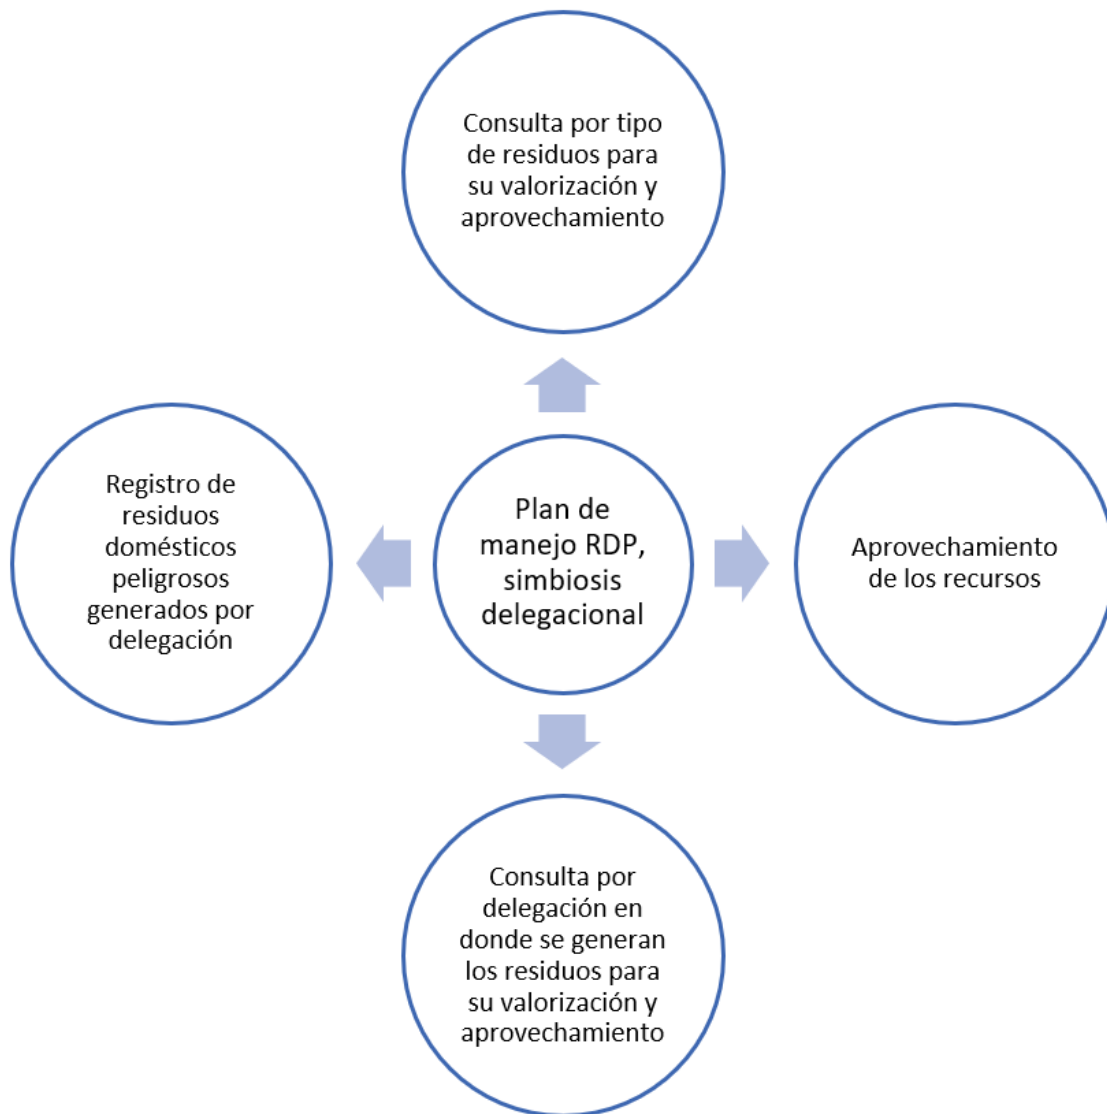 Consulta por tipo
de residuos para
su valorización y
aprovechamiento
Registro de
residuos
domésticos
peligrosos
generados por
delegación
Plan de
manejo RDP,
simbiosis
delegacional
Aprovechamiento
de los recursos
Consulta por
delegación en
donde se generan
los residuos para
su valorización y
aprovechamiento